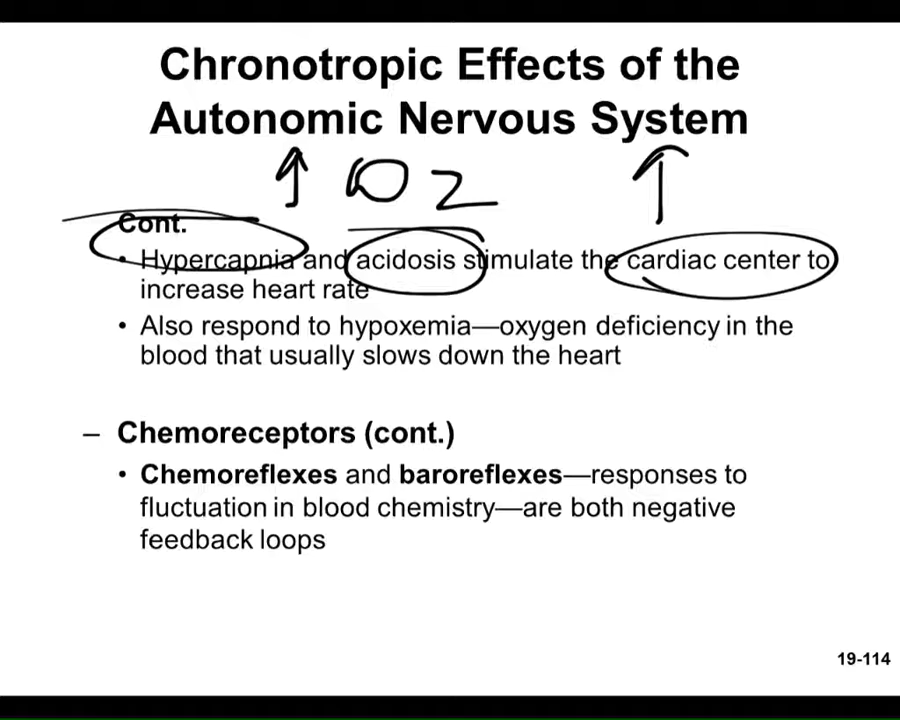 Chronotropic Effects of the
Autonomic Nervous System
↑ O2 ↑
Cont.
• Hypercapnia and acidosis stimulate the cardiac center to
increase heart rate
• Also respond to hypoxemia—oxygen deficiency in the
blood that usually slows down the heart
– Chemoreceptors (cont.)
• Chemoreflexes and baroreflexes—responses to
fluctuation in blood chemistry—are both negative
feedback loops
19-114